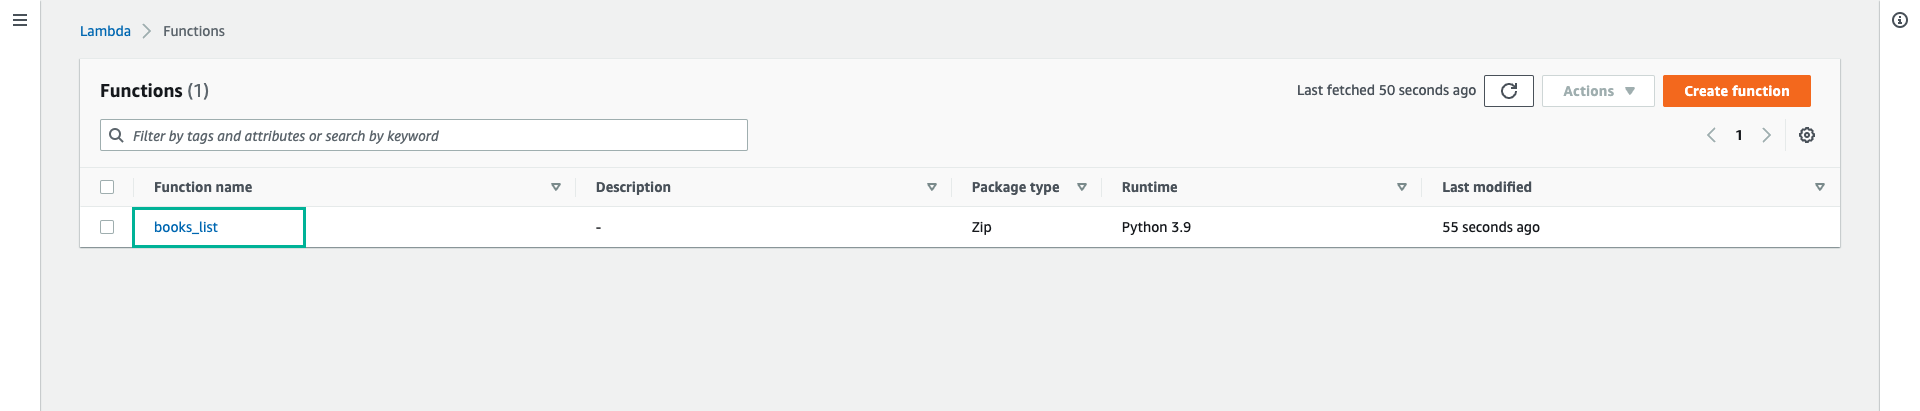 Lambda > Functions
Functions (1) Last fetched 50 seconds ago Actions Create function
Filter by tags and attributes or search by keyword 1
Function name Description Package type Runtime Last modified
books_list - Zip Python 3.9 55 seconds ago